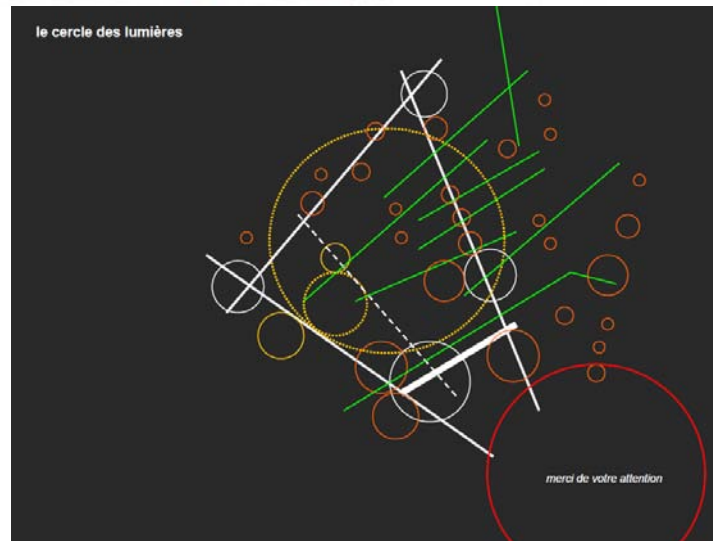 le cercle des lumières
merci de votre attention